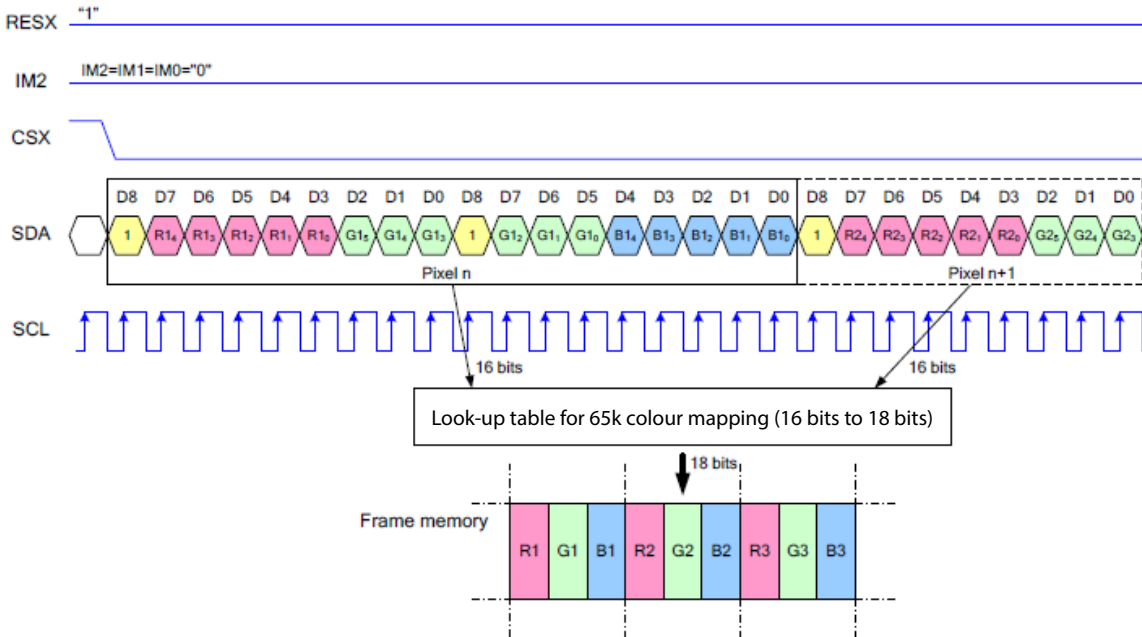 RESX "1"
IM2 IM2=IM1=IM0="0"
CSX
D8 D7 D6 D5 D4 D3 D2 D1 D0 D8 D7 D6 D5 D4 D3 D2 D1 D0 D8 D7 D6 D5 D4 D3 D2 D1 D0
SDA 1 R1₄ R1₃ R1₂ R1₁ R1₀ G1₅ G1₄ G1₃ 1 G1₂ G1₁ G1₀ B1₄ B1₃ B1₂ B1₁ B1₀ 1 R2₄ R2₃ R2₂ R2₁ R2₀ G2₅ G2₄ G2₃
Pixel n Pixel n+1
SCL
16 bits 16 bits
Look-up table for 65k colour mapping (16 bits to 18 bits)
18 bits
Frame memory
R1 G1 B1 R2 G2 B2 R3 G3 B3